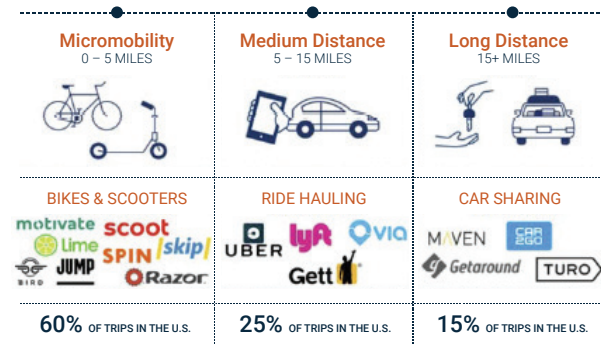 Micromobility
0 – 5 MILES
Medium Distance
5 – 15 MILES
Long Distance
15+ MILES
BIKES & SCOOTERS
motivate
scoot
Lime
SPIN
/skip/
BIRD
JUMP
Razor
RIDE HAULING
UBER
lyft
via
Gett
CAR SHARING
MAVEN
CAR
2GO
Getaround
TURO
60% OF TRIPS IN THE U.S.
25% OF TRIPS IN THE U.S.
15% OF TRIPS IN THE U.S.